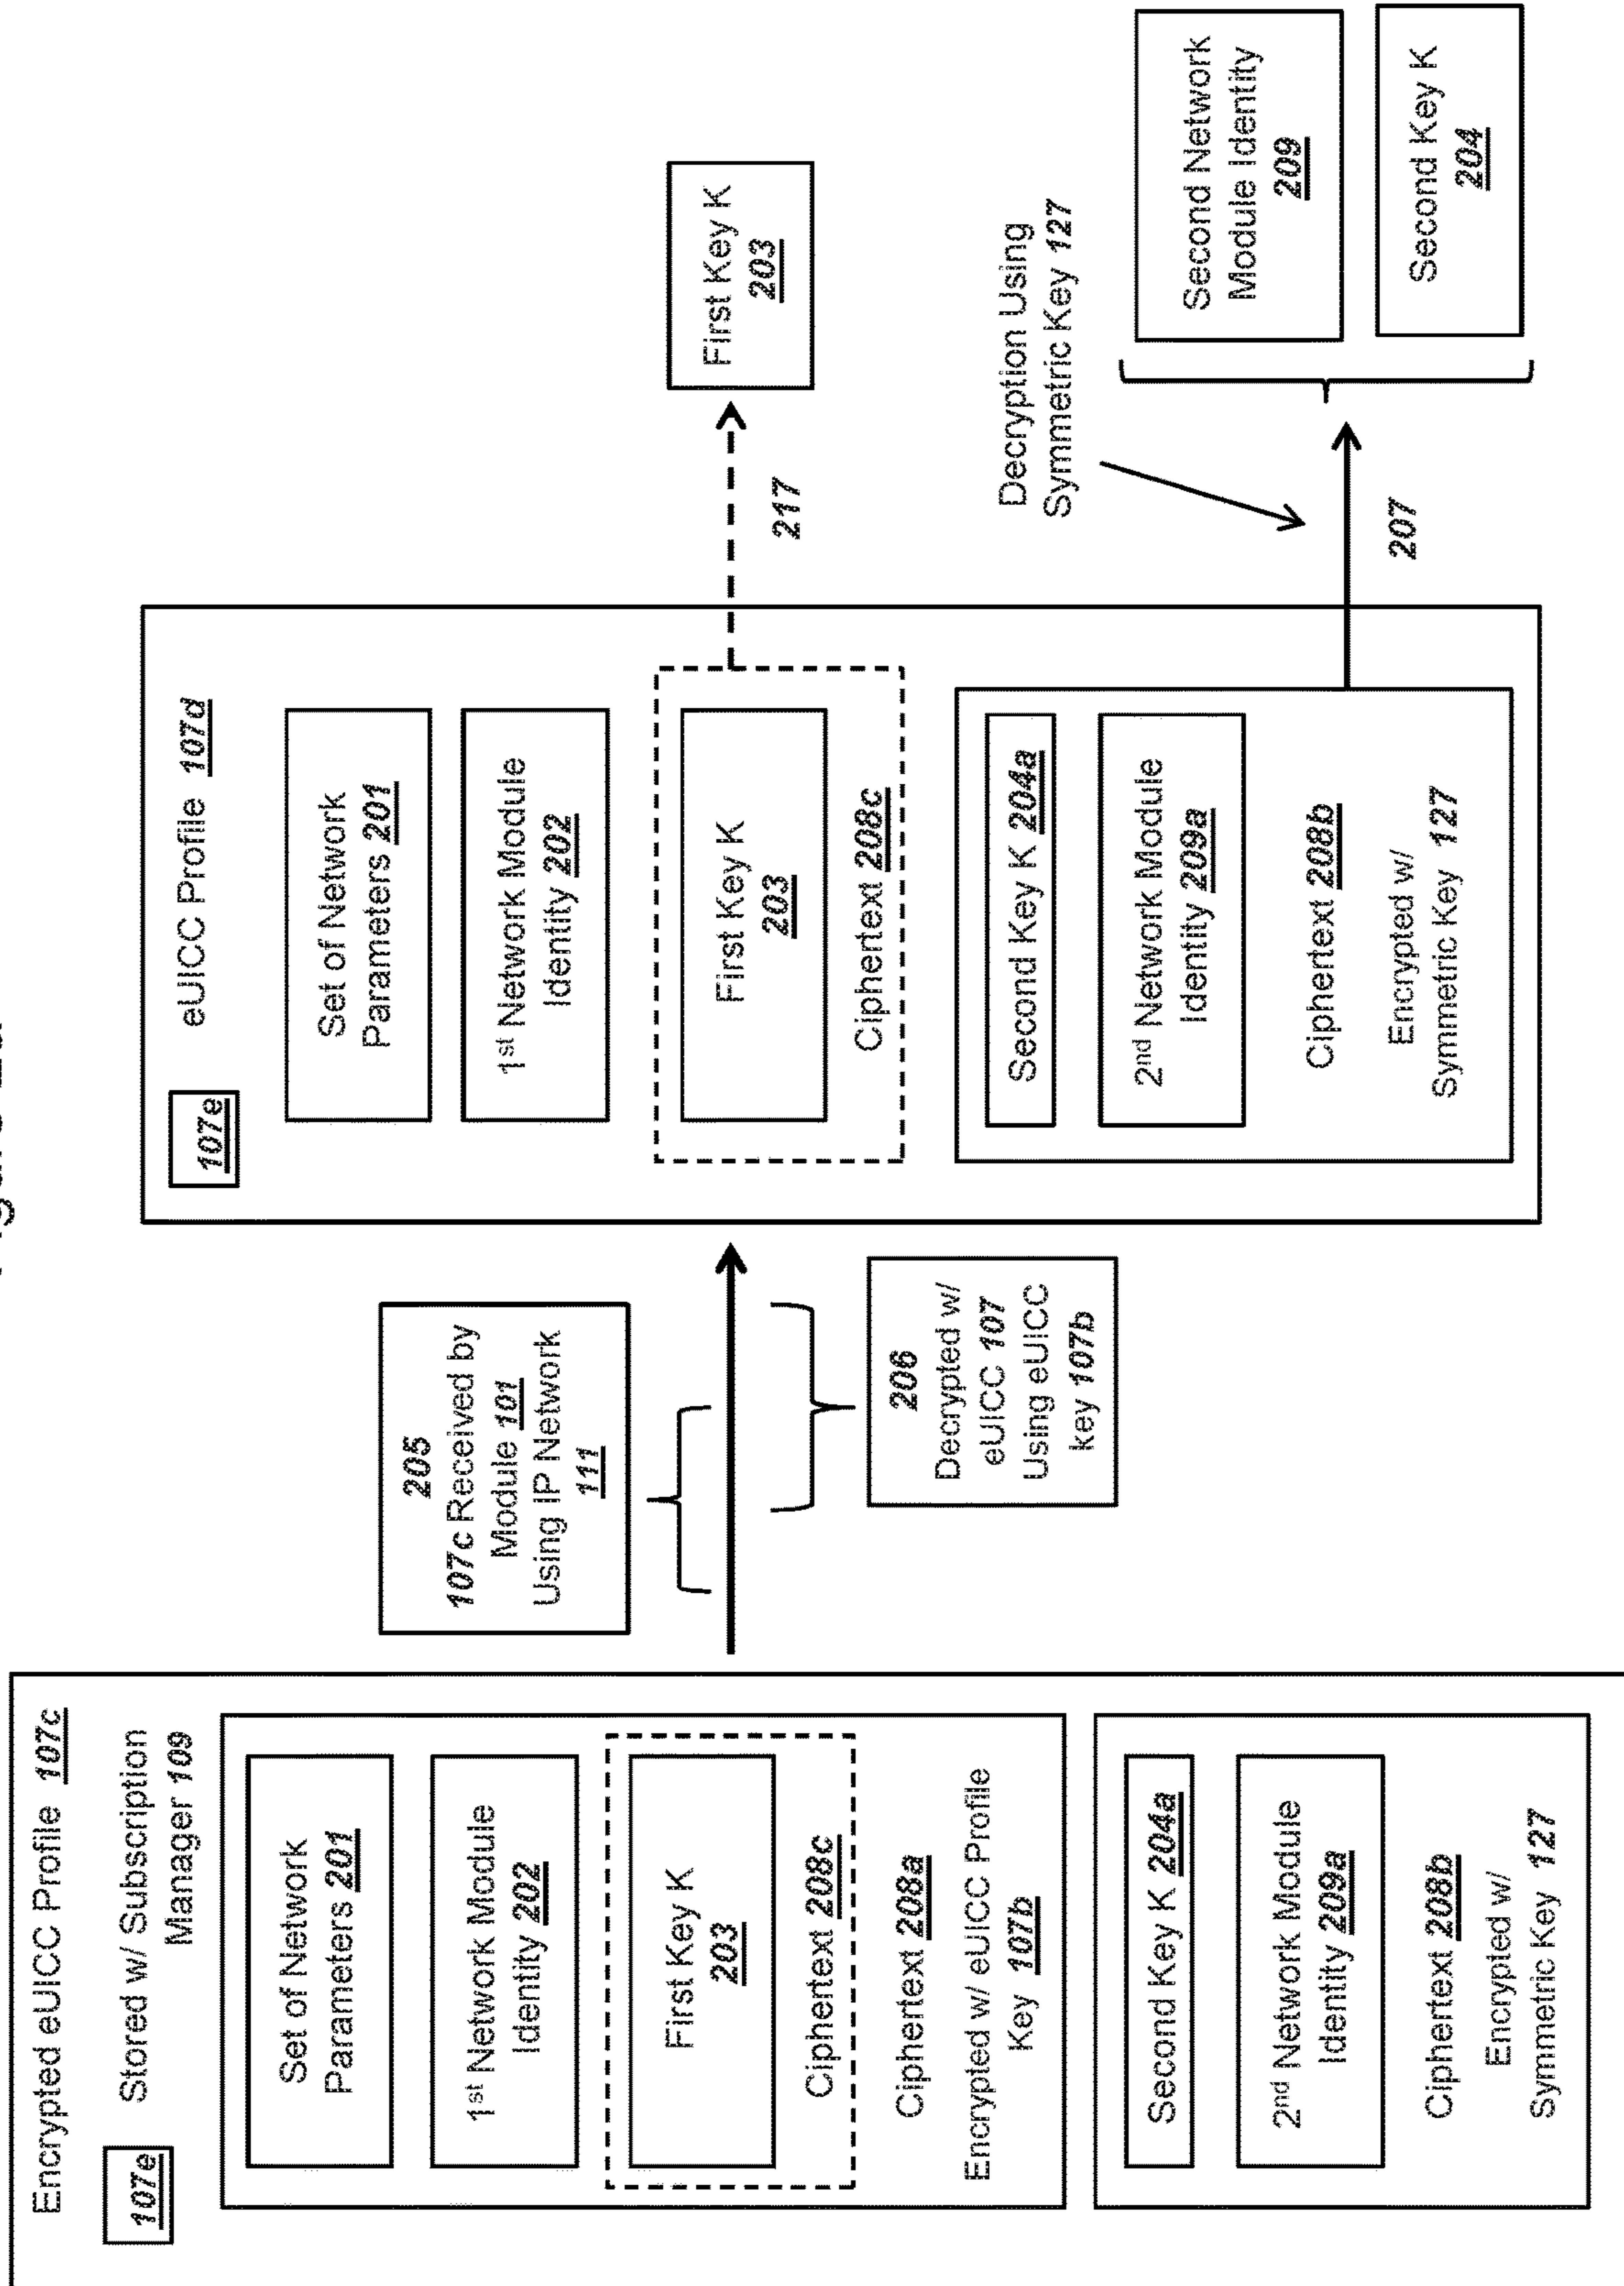 Encrypted eUICC Profile 107c
107e
Stored w/ Subscription
Manager 109
Set of Network
Parameters 201
1st Network Module
Identity 202
First Key K
203
Ciphertext 208c
Ciphertext 208a
Encrypted w/ eUICC Profile
Key 107b
Second Key K 204a
2nd Network Module
Identity 209a
Ciphertext 208b
Encrypted w/
Symmetric Key 127
205
107c Received by
Module 101
Using IP Network
111
206
Decrypted w/
eUICC 107
Using eUICC
key 107b
107e
eUICC Profile 107d
Set of Network
Parameters 201
1st Network Module
Identity 202
First Key K
203
Ciphertext 208c
Second Key K 204a
2nd Network Module
Identity 209a
Ciphertext 208b
Encrypted w/
Symmetric Key 127
217
First Key K
203
Decryption Using
Symmetric Key 127
207
Second Network
Module Identity
209
Second Key K
204